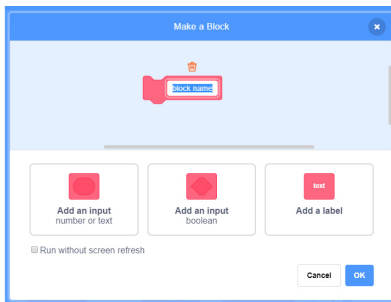 Make a Block
block name
text
Add an input
number or text
Add an input
boolean
Add a label
Run without screen refresh
Cancel
OK